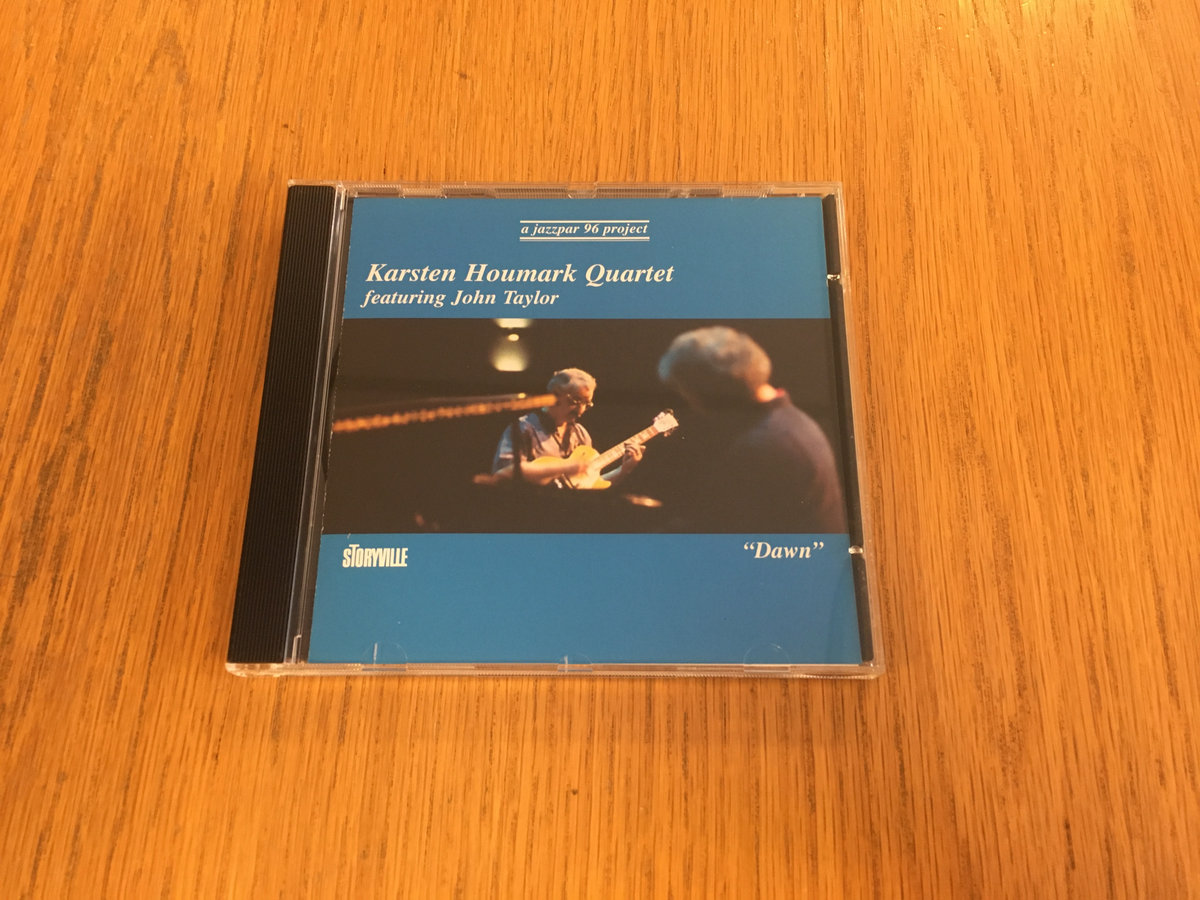 a jazzpar 96 project
Karsten Houmark Quartet
featuring John Taylor
STORYVILLE
“Dawn”